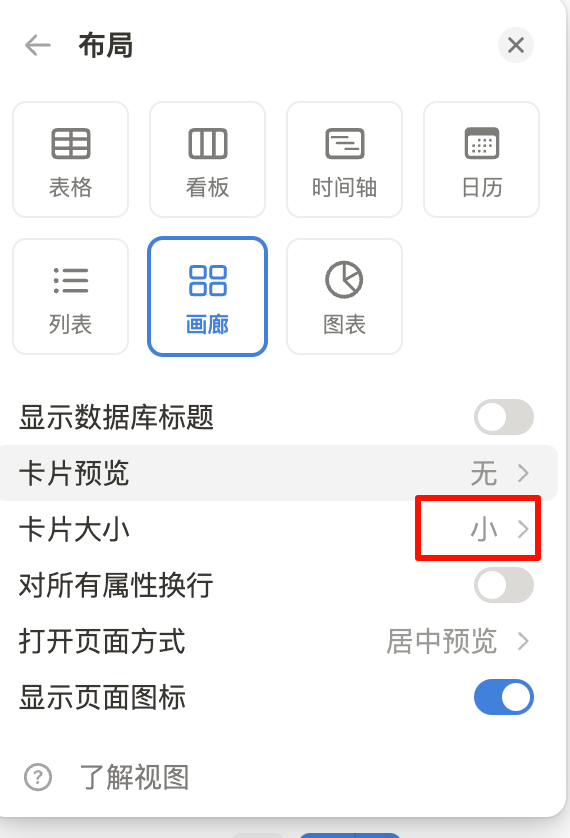 布局
表格
看板
时间轴
日历
列表
画廊
图表
显示数据库标题
卡片预览 无
卡片大小 小
对所有属性换行
打开页面方式 居中预览
显示页面图标
? 了解视图